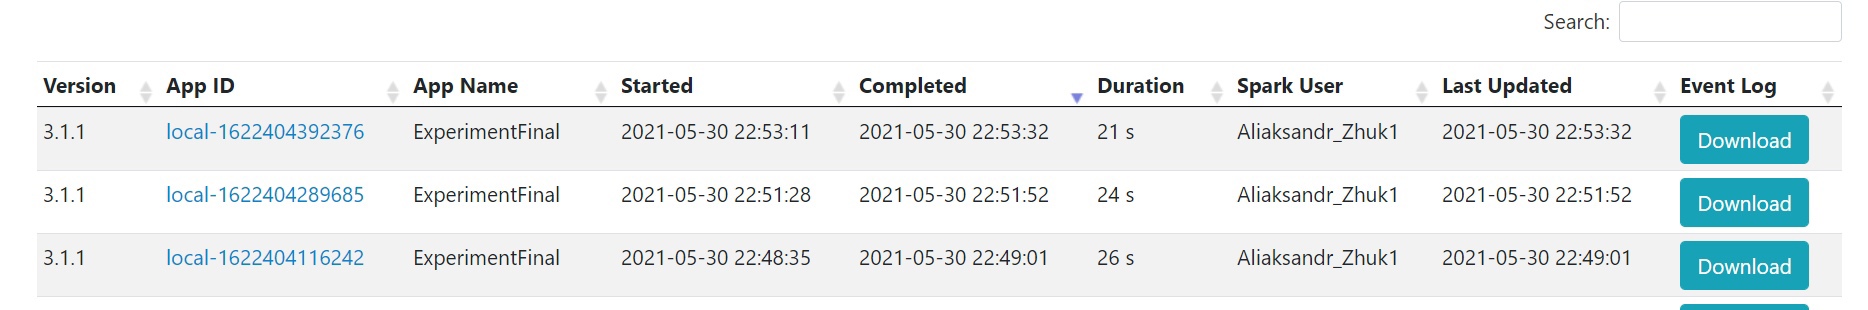 Search:
Version App ID App Name Started Completed Duration Spark User Last Updated Event Log
3.1.1 local-1622404392376 ExperimentFinal 2021-05-30 22:53:11 2021-05-30 22:53:32 21 s Aliaksandr_Zhuk1 2021-05-30 22:53:32 Download
3.1.1 local-1622404289685 ExperimentFinal 2021-05-30 22:51:28 2021-05-30 22:51:52 24 s Aliaksandr_Zhuk1 2021-05-30 22:51:52 Download
3.1.1 local-1622404116242 ExperimentFinal 2021-05-30 22:48:35 2021-05-30 22:49:01 26 s Aliaksandr_Zhuk1 2021-05-30 22:49:01 Download